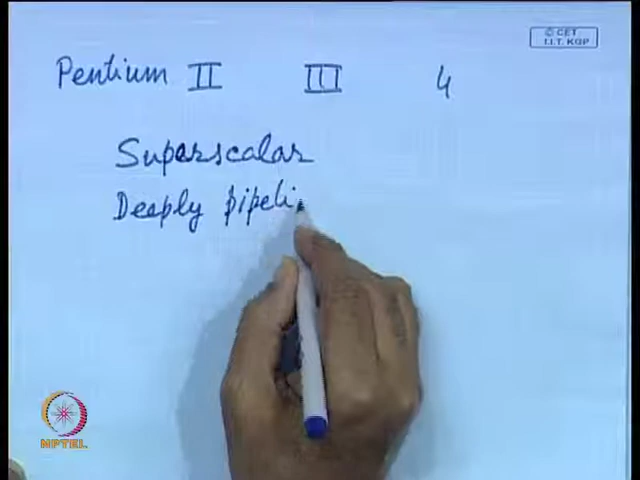 © CET
I.I.T. KGP
Pentium II III 4
Superscalar
Deeply pipeli
NPTEL